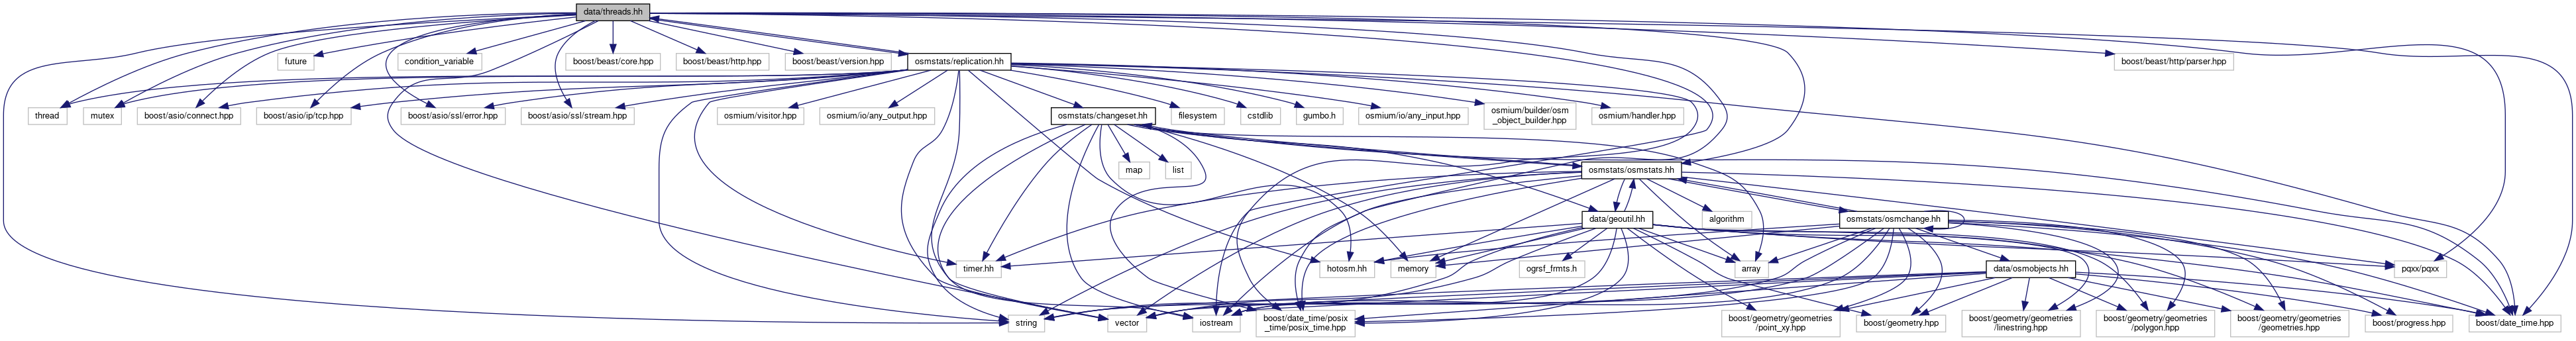 data/threads.hh
future
condition_variable
boost/beast/core.hpp
boost/beast/http.hpp
boost/beast/version.hpp
osmstats/replication.hh
boost/beast/http/parser.hpp
thread
mutex
boost/asio/connect.hpp
boost/asio/ip/tcp.hpp
boost/asio/ssl/error.hpp
boost/asio/ssl/stream.hpp
osmium/visitor.hpp
osmium/io/any_output.hpp
osmstats/changeset.hh
filesystem
cstdlib
gumbo.h
osmium/io/any_input.hpp
osmium/builder/osm
_object_builder.hpp
osmium/handler.hpp
map
list
osmstats/osmstats.hh
data/geoutil.hh
algorithm
osmstats/osmchange.hh
timer.hh
hotosm.hh
memory
ogrsf_frmts.h
array
data/osmobjects.hh
pqxx/pqxx
string
vector
iostream
boost/date_time/posix
_time/posix_time.hpp
boost/geometry/geometries
/point_xy.hpp
boost/geometry.hpp
boost/geometry/geometries
/linestring.hpp
boost/geometry/geometries
/polygon.hpp
boost/geometry/geometries
/geometries.hpp
boost/progress.hpp
boost/date_time.hpp